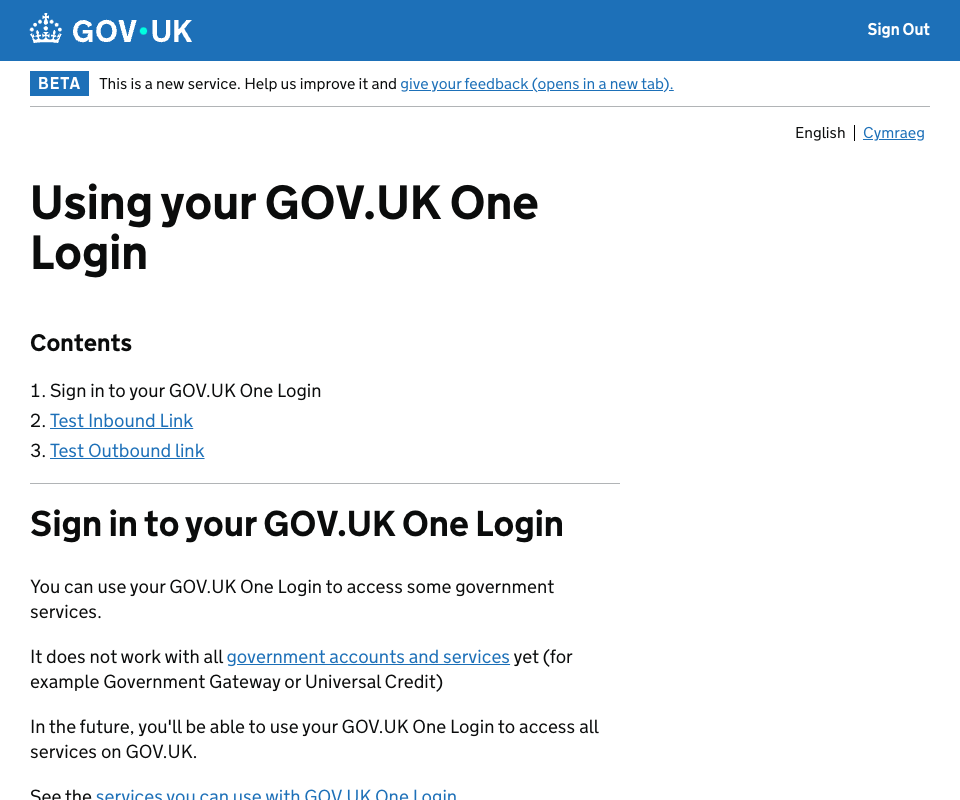 GOV·UK
Sign Out
BETA This is a new service. Help us improve it and give your feedback (opens in a new tab).
English | Cymraeg
Using your GOV.UK One
Login
Contents
1. Sign in to your GOV.UK One Login
2. Test Inbound Link
3. Test Outbound link
Sign in to your GOV.UK One Login
You can use your GOV.UK One Login to access some government
services.
It does not work with all government accounts and services yet (for
example Government Gateway or Universal Credit)
In the future, you'll be able to use your GOV.UK One Login to access all
services on GOV.UK.
See the services you can use with GOV.UK One Login